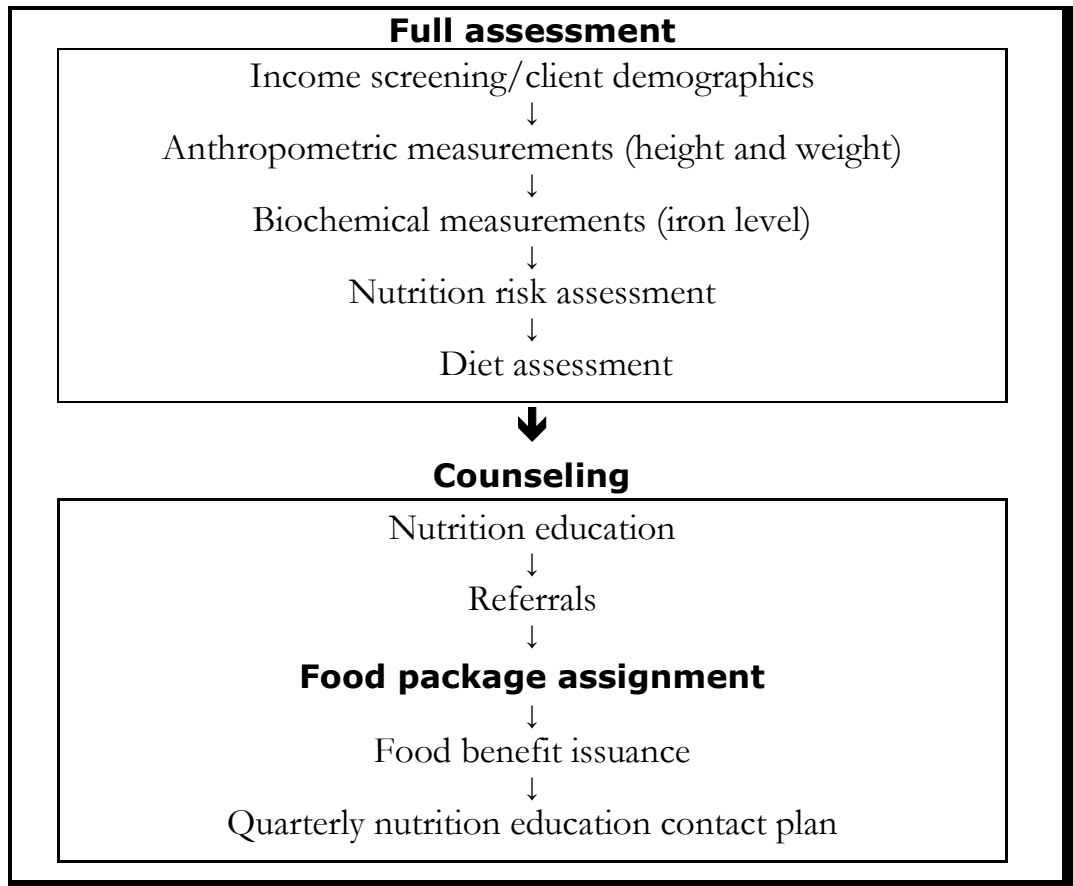 Full assessment
Income screening/client demographics
↓
Anthropometric measurements (height and weight)
↓
Biochemical measurements (iron level)
↓
Nutrition risk assessment
↓
Diet assessment
🡻
Counseling
Nutrition education
↓
Referrals
↓
Food package assignment
↓
Food benefit issuance
↓
Quarterly nutrition education contact plan